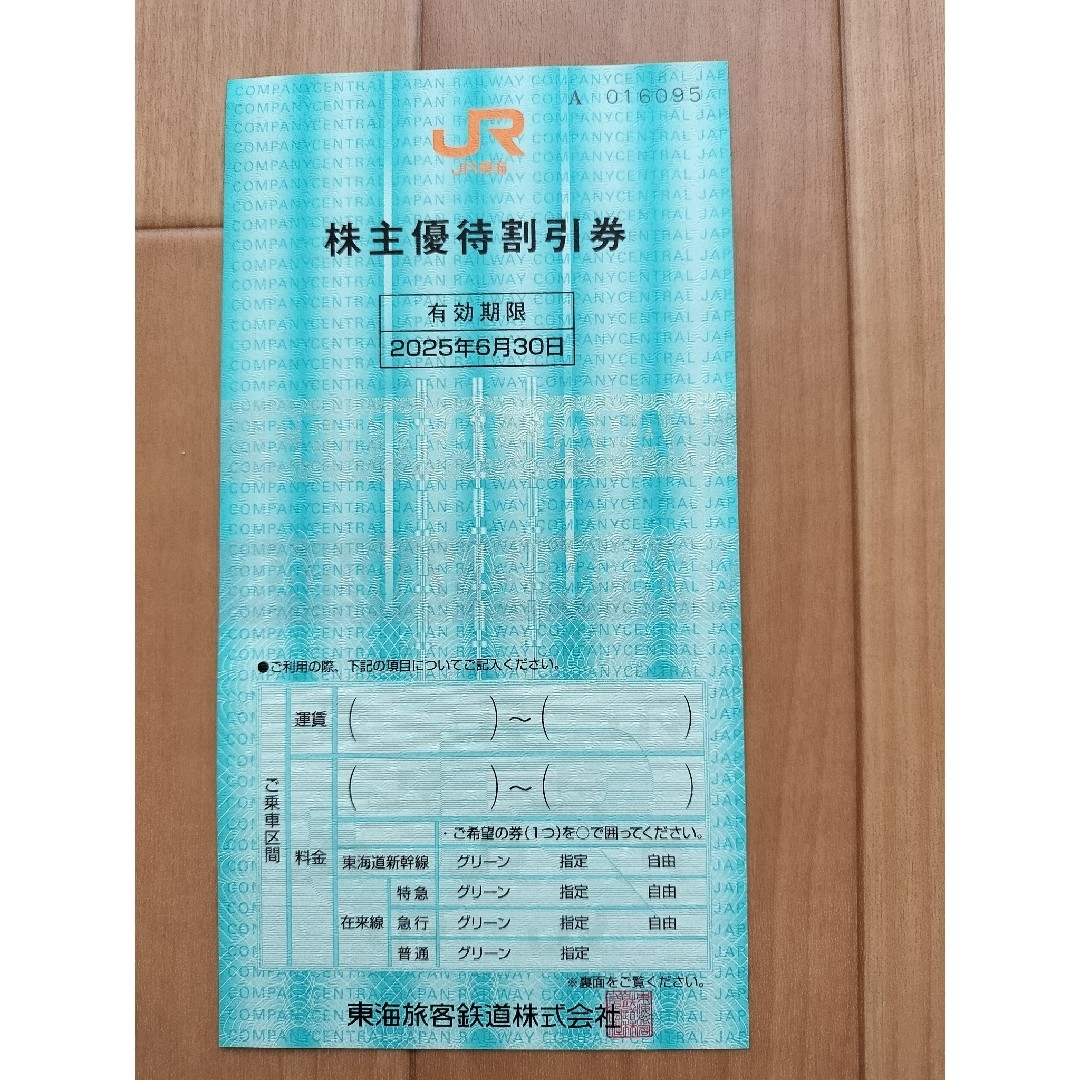 A 016095
JR
JR東海
株主優待割引券
有効期限
2025年6月30日
●ご利用の際、下記の項目についてご記入ください。
ご乗車区間
運賃 ( ) ~ ( )
料金 ( ) ~ ( )
・ご希望の券(1つ)を○で囲ってください。
東海道新幹線 グリーン 指定 自由
在来線 特急 グリーン 指定 自由
急行 グリーン 指定 自由
普通 グリーン 指定
※裏面をご覧ください。
東海旅客鉄道株式会社